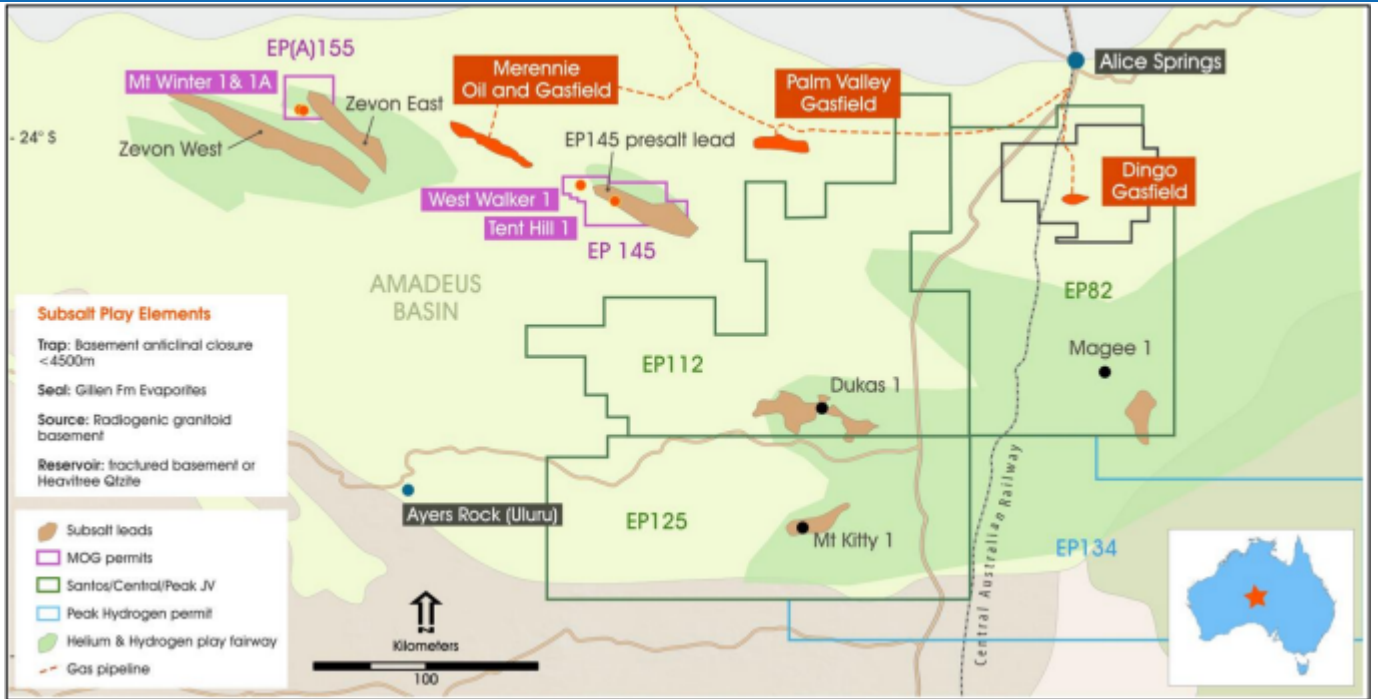 EP(A)155
Mt Winter 1 & 1A
Zevon East
Zevon West
Merennie
Oil and Gasfield
Palm Valley
Gasfield
Alice Springs
- 24° S
EP145 presalt lead
West Walker 1
Tent Hill 1
EP 145
Dingo
Gasfield
AMADEUS
BASIN
EP82
Magee 1
EP112
Dukas 1
Subsalt Play Elements
Trap: Basement anticlinal closure
<4500m
Seal: Gillen Fm Evaporites
Source: Radiogenic granitoid
basement
Reservoir: fractured basement or
Heavitree Qtzite
Ayers Rock (Uluru)
EP125
Mt Kitty 1
EP134
Central Australian Railway
Subsalt leads
MOG permits
Santos/Central/Peak JV
Peak Hydrogen permit
Helium & Hydrogen play fairway
Gas pipeline
Kilometers
100